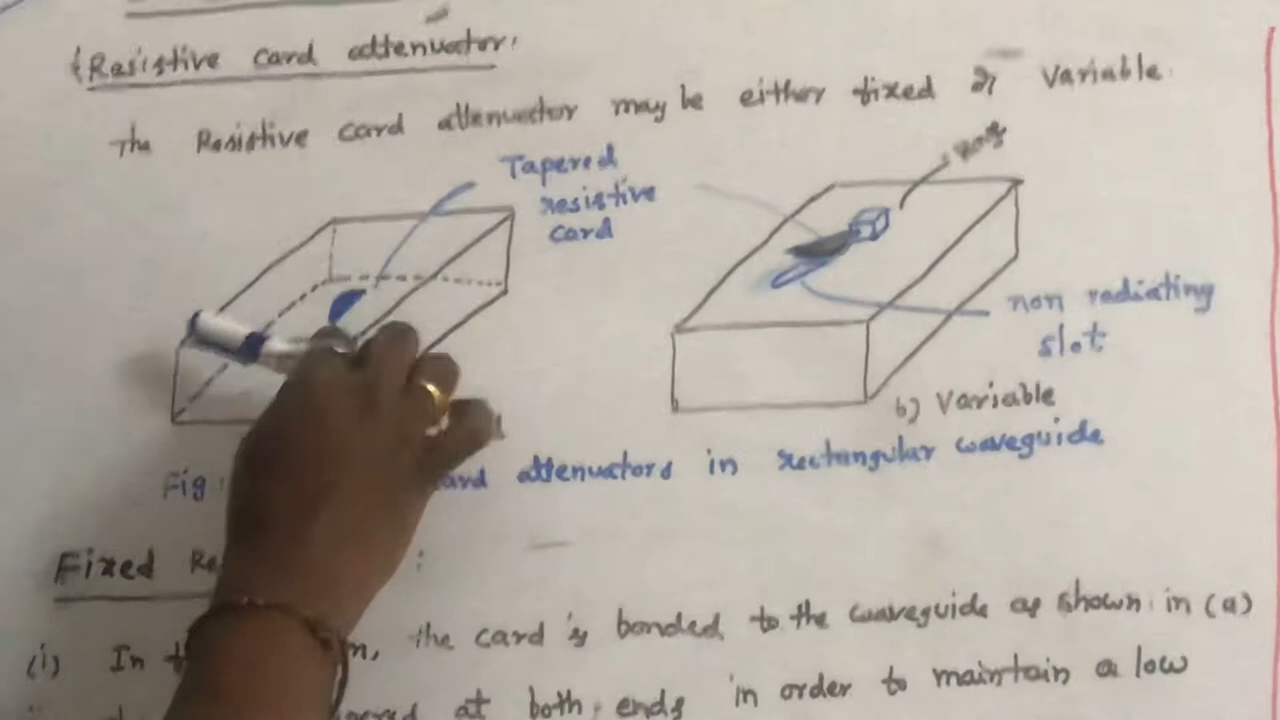 Resistive card attenuator.
The Resistive card attenuator may be either fixed or Variable.
Tapered
resistive
card
non radiating
slot
b) Variable
Fig: ard attenuators in rectangular waveguide
Fixed Re :
(i) In n, the card is bonded to the waveguide as shown in (a)
at both ends in order to maintain a low